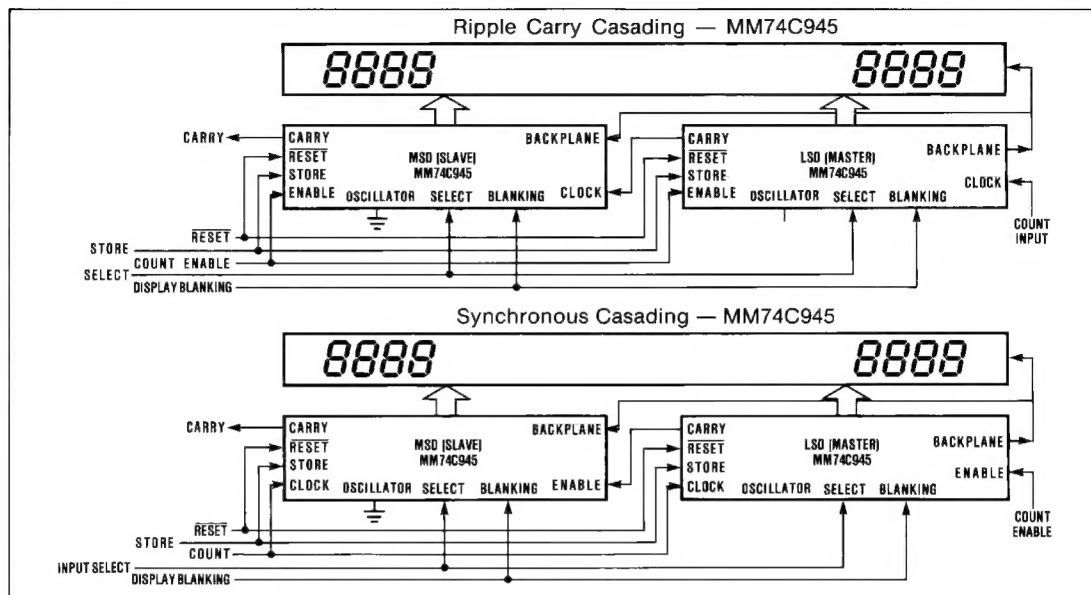 Ripple Carry Casading — MM74C945
8888 8888
CARRY CARRY BACKPLANE CARRY BACKPLANE
RESET MSD (SLAVE) RESET LSD (MASTER)
STORE MM74C945 STORE MM74C945
ENABLE OSCILLATOR SELECT BLANKING CLOCK ENABLE OSCILLATOR SELECT BLANKING CLOCK
RESET
STORE
COUNT ENABLE
SELECT
DISPLAY BLANKING
COUNT
INPUT
Synchronous Casading — MM74C945
8888 8888
CARRY CARRY BACKPLANE CARRY BACKPLANE
RESET MSD (SLAVE) RESET LSD (MASTER)
STORE MM74C945 STORE MM74C945 ENABLE
CLOCK OSCILLATOR SELECT BLANKING ENABLE CLOCK OSCILLATOR SELECT BLANKING
RESET
STORE
COUNT
INPUT SELECT
DISPLAY BLANKING
COUNT
ENABLE